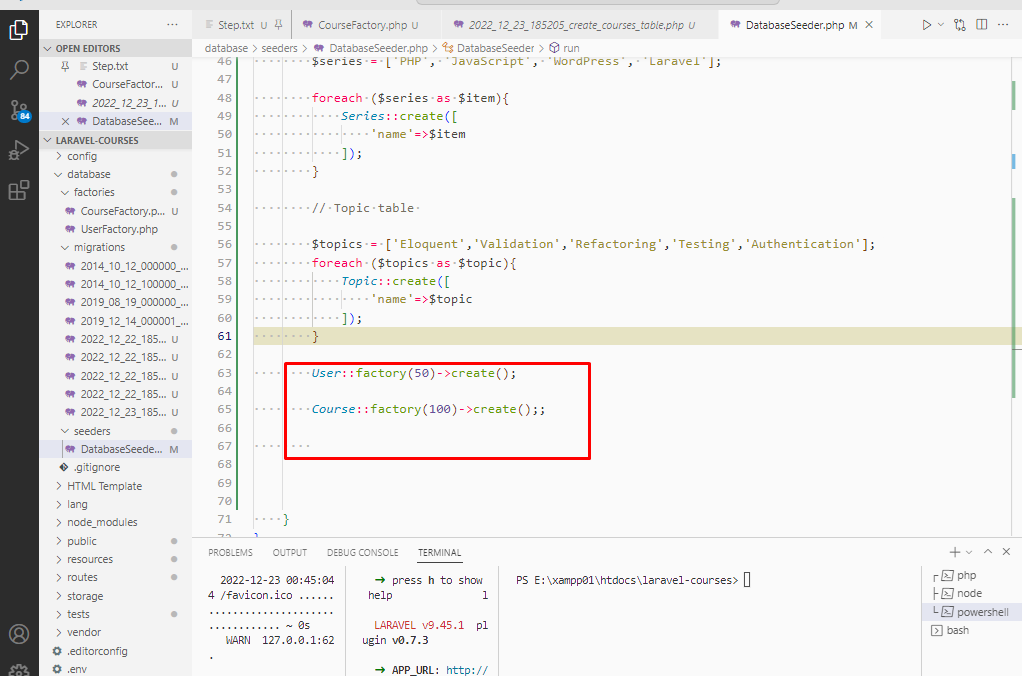 EXPLORER
OPEN EDITORS
Step.txt U
CourseFactor... U
2022_12_23_1... U
DatabaseSee... M
LARAVEL-COURSES
config
database
factories
CourseFactory.p... U
UserFactory.php
migrations
2014_10_12_000000_...
2014_10_12_100000_...
2019_08_19_000000_...
2019_12_14_000001_...
2022_12_22_185... U
2022_12_22_185... U
2022_12_22_185... U
2022_12_22_185... U
2022_12_23_185... U
seeders
DatabaseSeede... M
.gitignore
HTML Template
lang
node_modules
public
resources
routes
storage
tests
vendor
.editorconfig
.env
84
Step.txt U
CourseFactory.php U
2022_12_23_185205_create_courses_table.php U
DatabaseSeeder.php M
database > seeders > DatabaseSeeder.php > DatabaseSeeder > run
46 $series = ['PHP', 'JavaScript', 'WordPress', 'Laravel'];
47
48 foreach ($series as $item){
49 Series::create([
50 'name'=>$item
51 ]);
52 }
53
54 // Topic table
55
56 $topics = ['Eloquent','Validation','Refactoring','Testing','Authentication'];
57 foreach ($topics as $topic){
58 Topic::create([
59 'name'=>$topic
60 ]);
61 }
62
63 User::factory(50)->create();
64
65 Course::factory(100)->create();;
66
67
68
69
70
71 }
PROBLEMS OUTPUT DEBUG CONSOLE TERMINAL
2022-12-23 00:45:04
4 /favicon.ico ......
.....................
............ ~ 0s
WARN 127.0.0.1:62
.
➜ press h to show
help l
LARAVEL v9.45.1 pl
ugin v0.7.3
➜ APP_URL: http://
PS E:\xampp01\htdocs\laravel-courses>
php
node
powershell
bash